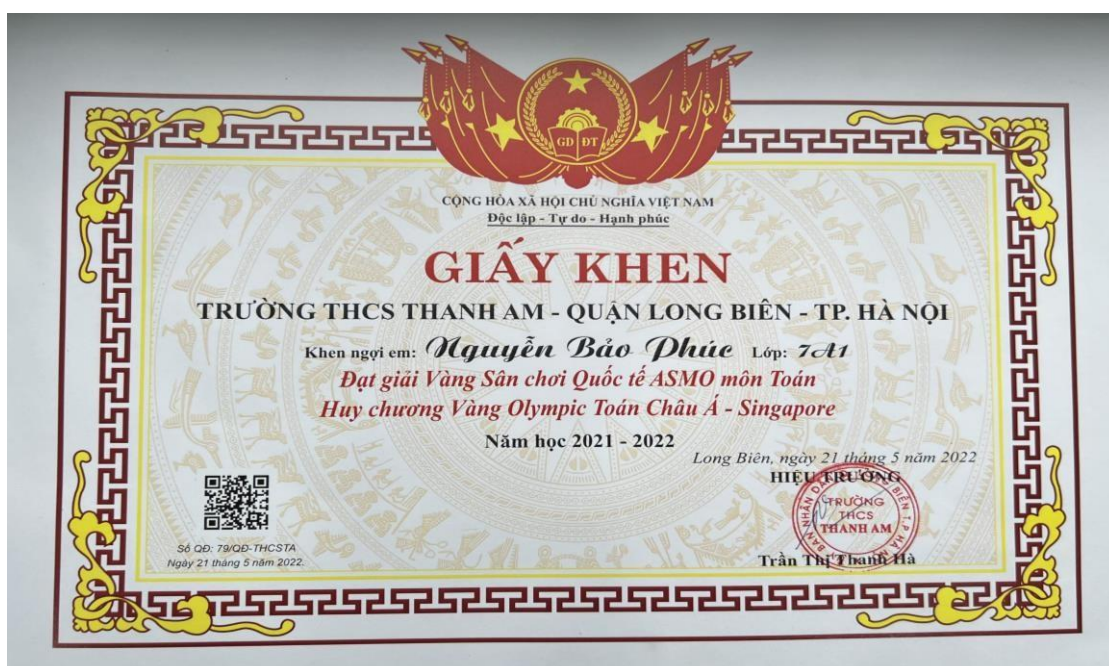 GD ĐT
CỘNG HÒA XÃ HỘI CHỦ NGHĨA VIỆT NAM
Độc lập - Tự do - Hạnh phúc
GIẤY KHEN
TRƯỜNG THCS THANH AM - QUẬN LONG BIÊN - TP. HÀ NỘI
Khen ngợi em: Nguyễn Bảo Phúc Lớp: 7A1
Đạt giải Vàng Sân chơi Quốc tế ASMO môn Toán
Huy chương Vàng Olympic Toán Châu Á - Singapore
Năm học 2021 - 2022
Long Biên, ngày 21 tháng 5 năm 2022
HIỆU TRƯỞNG
TRƯỜNG
THCS
THANH AM
Trần Thị Thanh Hà
Số QĐ: 79/QĐ-THCSTA
Ngày 21 tháng 5 năm 2022.